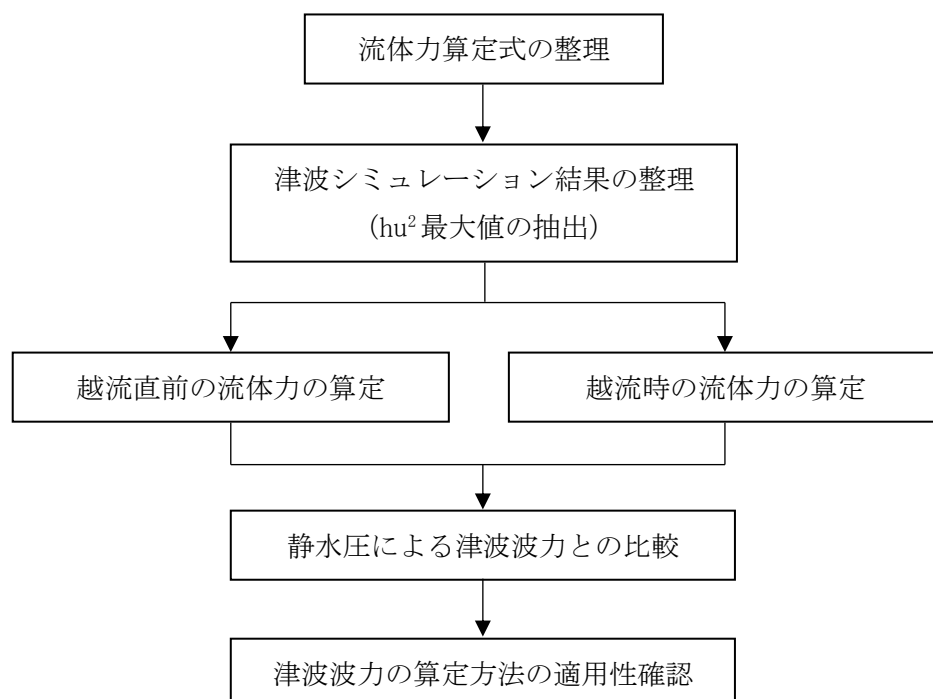 流体力算定式の整理
津波シミュレーション結果の整理
(hu²最大値の抽出)
越流直前の流体力の算定
越流時の流体力の算定
静水圧による津波波力との比較
津波波力の算定方法の適用性確認